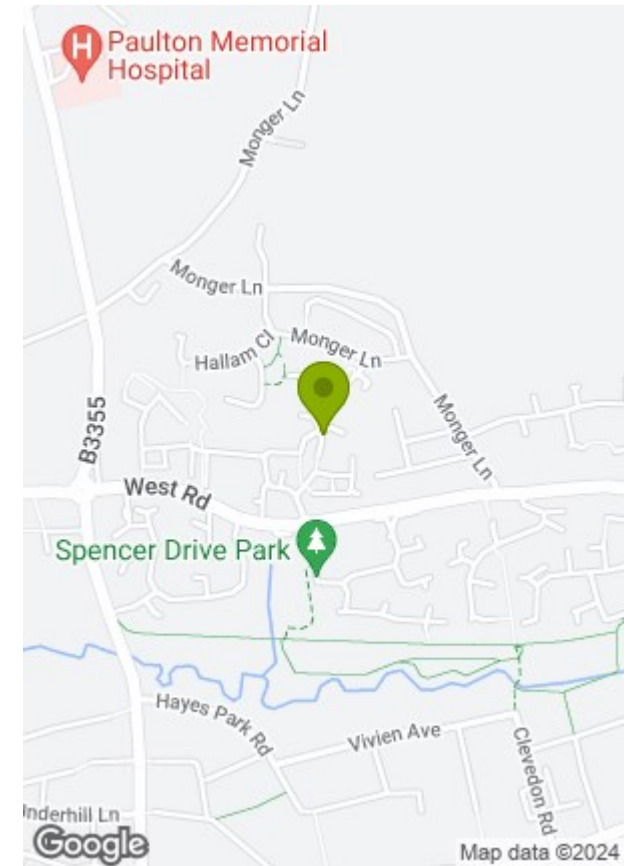 H
Paulton Memorial
Hospital
Monger Ln
Monger Ln
Hallam Cl
Monger Ln
B3355
Monger Ln
West Rd
Spencer Drive Park
Hayes Park Rd
Vivien Ave
Clevedon Rd
Underhill Ln
Google
Map data ©2024